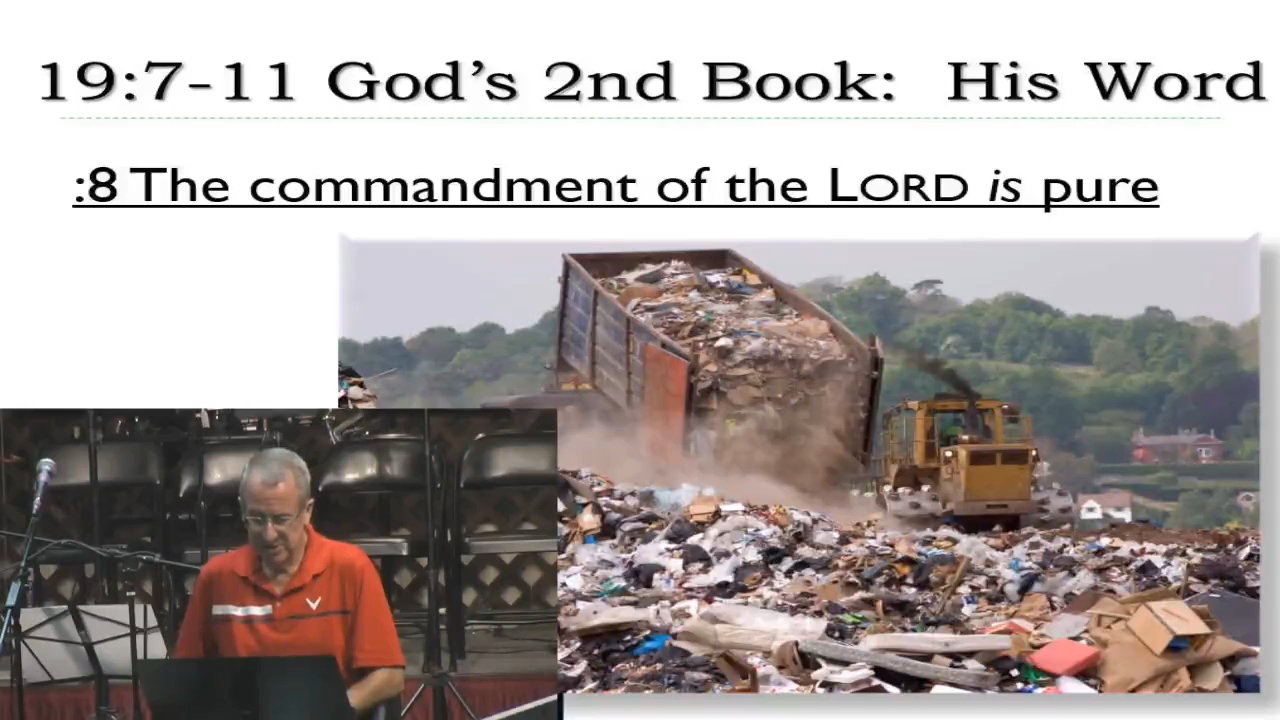 19:7-11 God’s 2nd Book: His Word
:8 The commandment of the LORD is pure